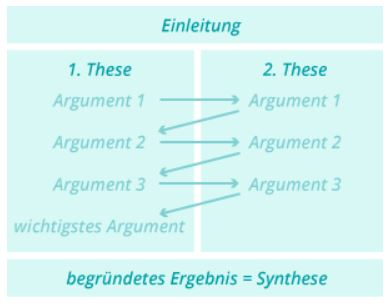 Einleitung
1. These
2. These
Argument 1
Argument 1
Argument 2
Argument 2
Argument 3
Argument 3
wichtigstes Argument
begründetes Ergebnis = Synthese